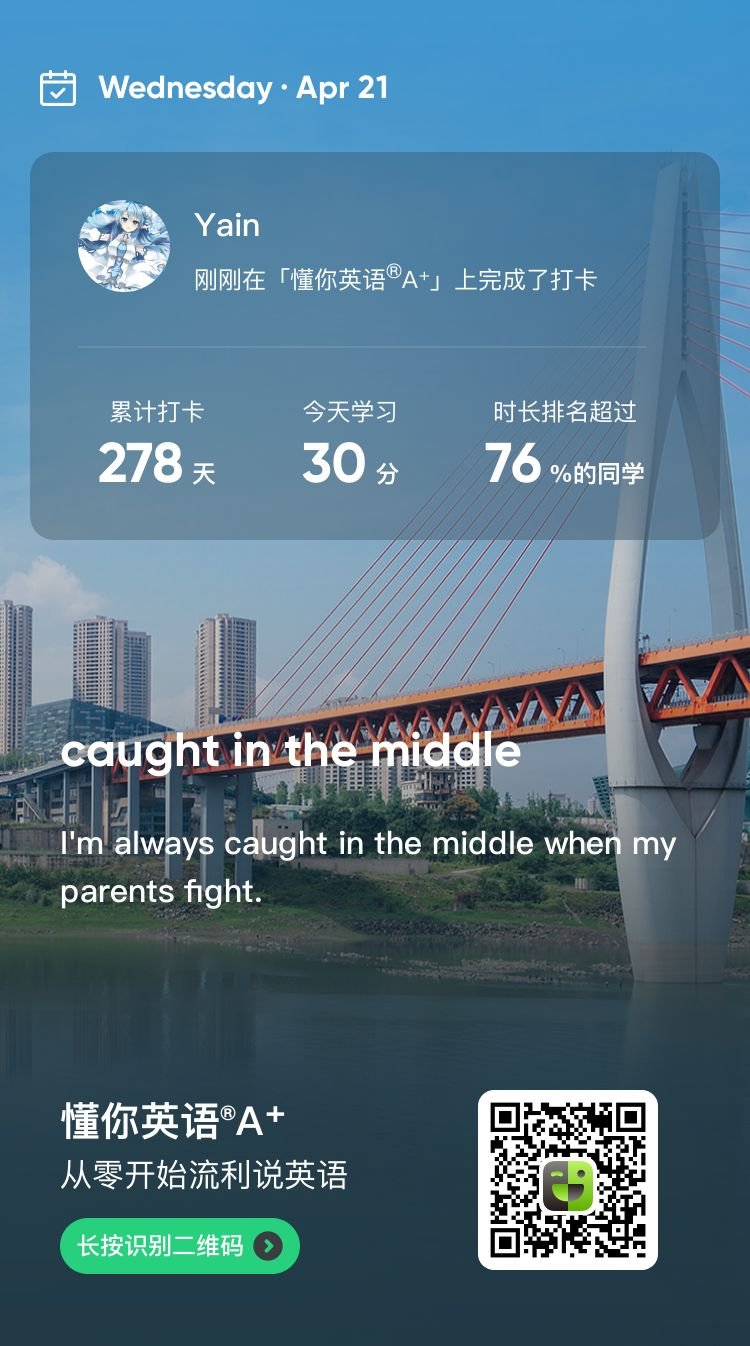 Wednesday · Apr 21
Yain
刚刚在「懂你英语®A⁺」上完成了打卡
累计打卡 今天学习 时长排名超过
278 天 30 分 76 %的同学
caught in the middle
I'm always caught in the middle when my
parents fight.
懂你英语®A⁺
从零开始流利说英语
长按识别二维码